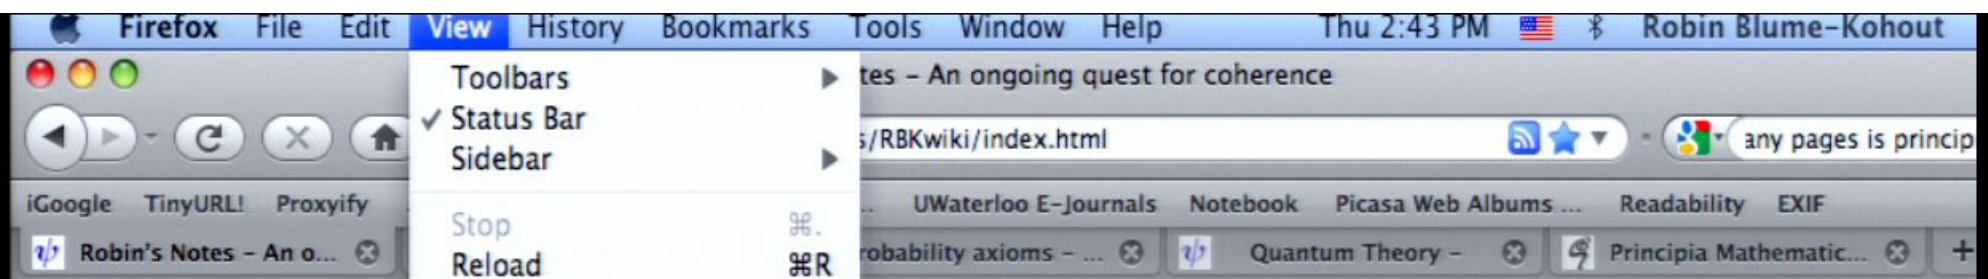 Firefox File Edit View History Bookmarks Tools Window Help Thu 2:43 PM Robin Blume-Kohout
Toolbars tes – An ongoing quest for coherence
✓ Status Bar
s/RBKwiki/index.html any pages is princip
Sidebar
iGoogle TinyURL! Proxyify ... UWaterloo E-Journals Notebook Picasa Web Albums ... Readability EXIF
Stop ⌘.
Robin's Notes – An o... robability axioms – ... Quantum Theory – Principia Mathematic... +
Reload ⌘R